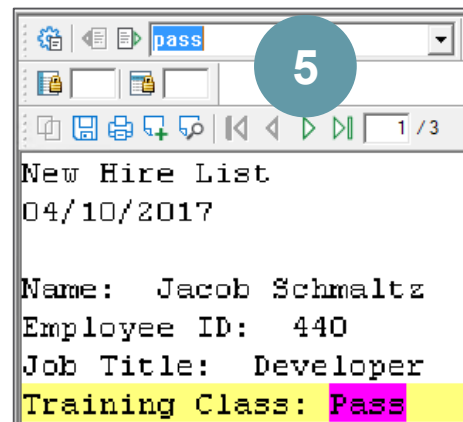 pass
5
1 /3
New Hire List
04/10/2017
Name: Jacob Schmaltz
Employee ID: 440
Job Title: Developer
Training Class: Pass